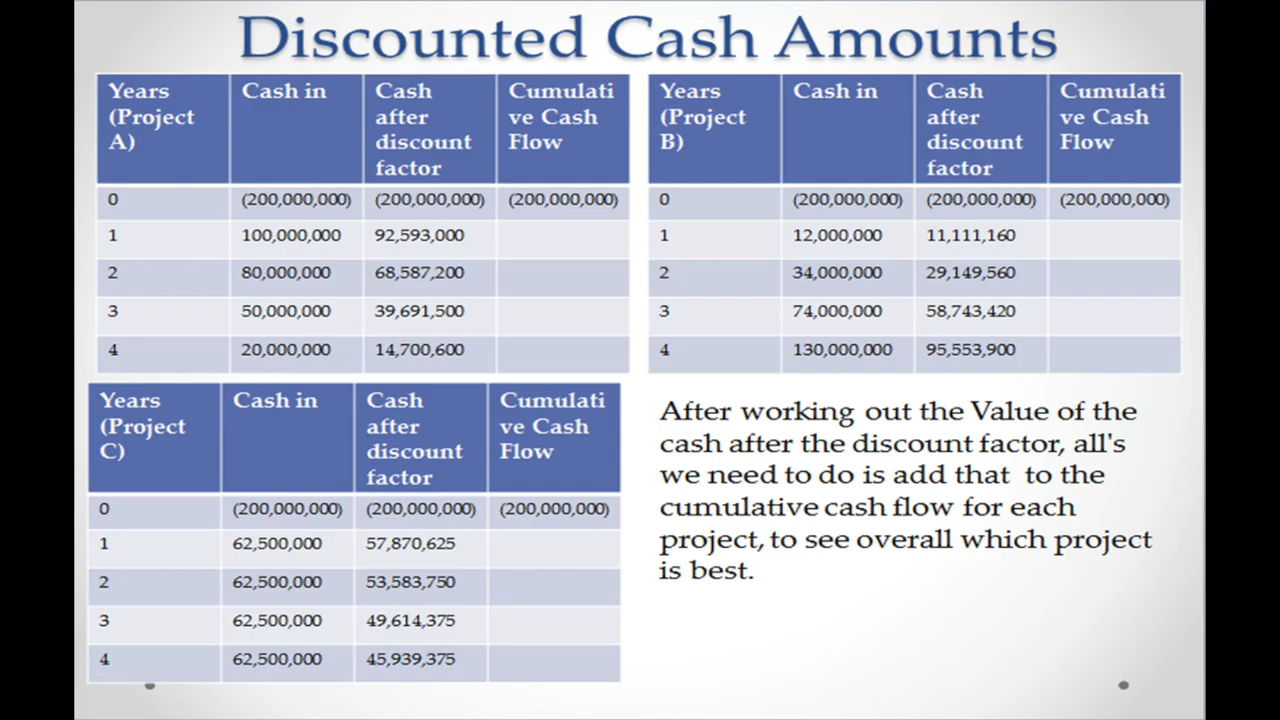 Discounted Cash Amounts
Years (Project A) Cash in Cash after discount factor Cumulati ve Cash Flow
0 (200,000,000) (200,000,000) (200,000,000)
1 100,000,000 92,593,000
2 80,000,000 68,587,200
3 50,000,000 39,691,500
4 20,000,000 14,700,600
Years (Project B) Cash in Cash after discount factor Cumulati ve Cash Flow
0 (200,000,000) (200,000,000) (200,000,000)
1 12,000,000 11,111,160
2 34,000,000 29,149,560
3 74,000,000 58,743,420
4 130,000,000 95,553,900
Years (Project C) Cash in Cash after discount factor Cumulati ve Cash Flow
0 (200,000,000) (200,000,000) (200,000,000)
1 62,500,000 57,870,625
2 62,500,000 53,583,750
3 62,500,000 49,614,375
4 62,500,000 45,939,375
After working out the Value of the
cash after the discount factor, all's
we need to do is add that to the
cumulative cash flow for each
project, to see overall which project
is best.